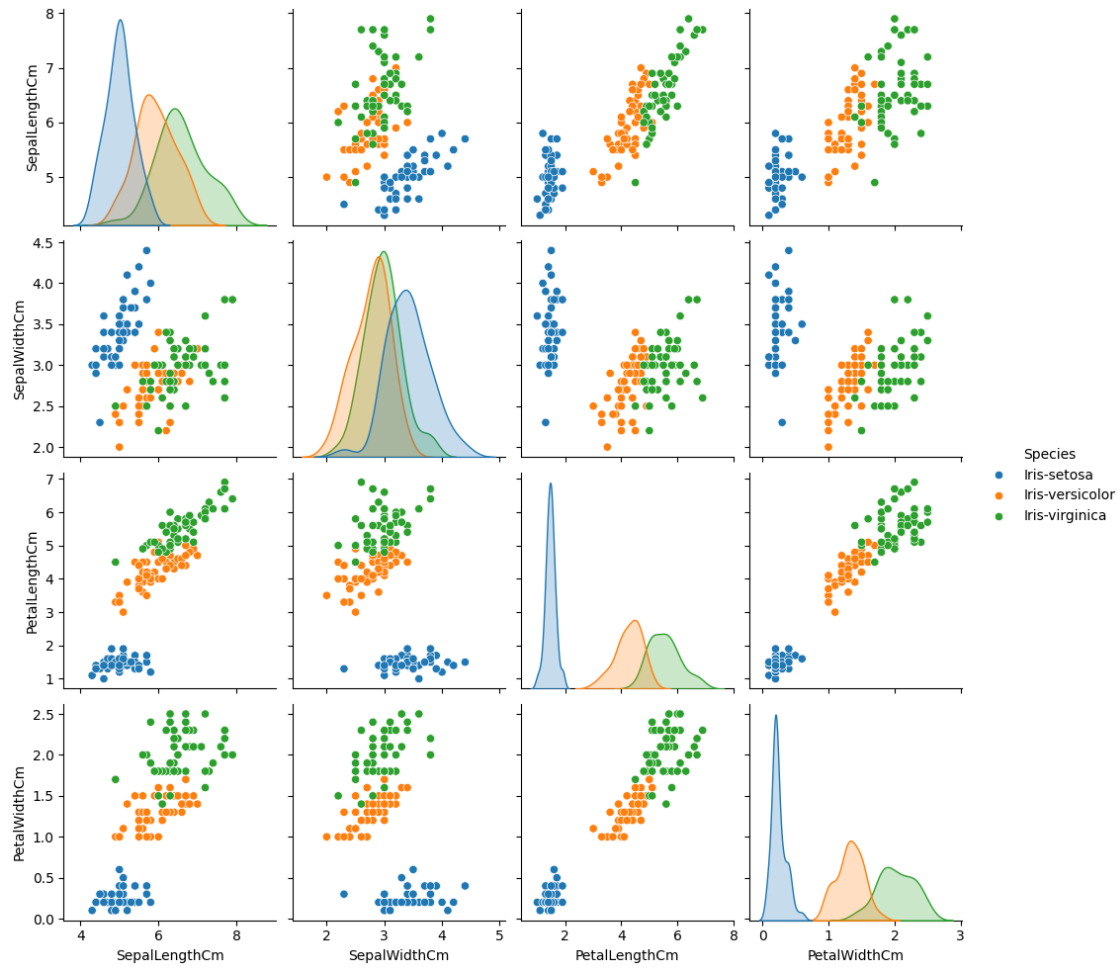 SepalLengthCm
8
7
6
5
SepalWidthCm
4.5
4.0
3.5
3.0
2.5
2.0
PetalLengthCm
7
6
5
4
3
2
1
PetalWidthCm
2.5
2.0
1.5
1.0
0.5
0.0
4 6 8
SepalLengthCm
2 3 4 5
SepalWidthCm
2 4 6 8
PetalLengthCm
0 1 2 3
PetalWidthCm
Species
Iris-setosa
Iris-versicolor
Iris-virginica